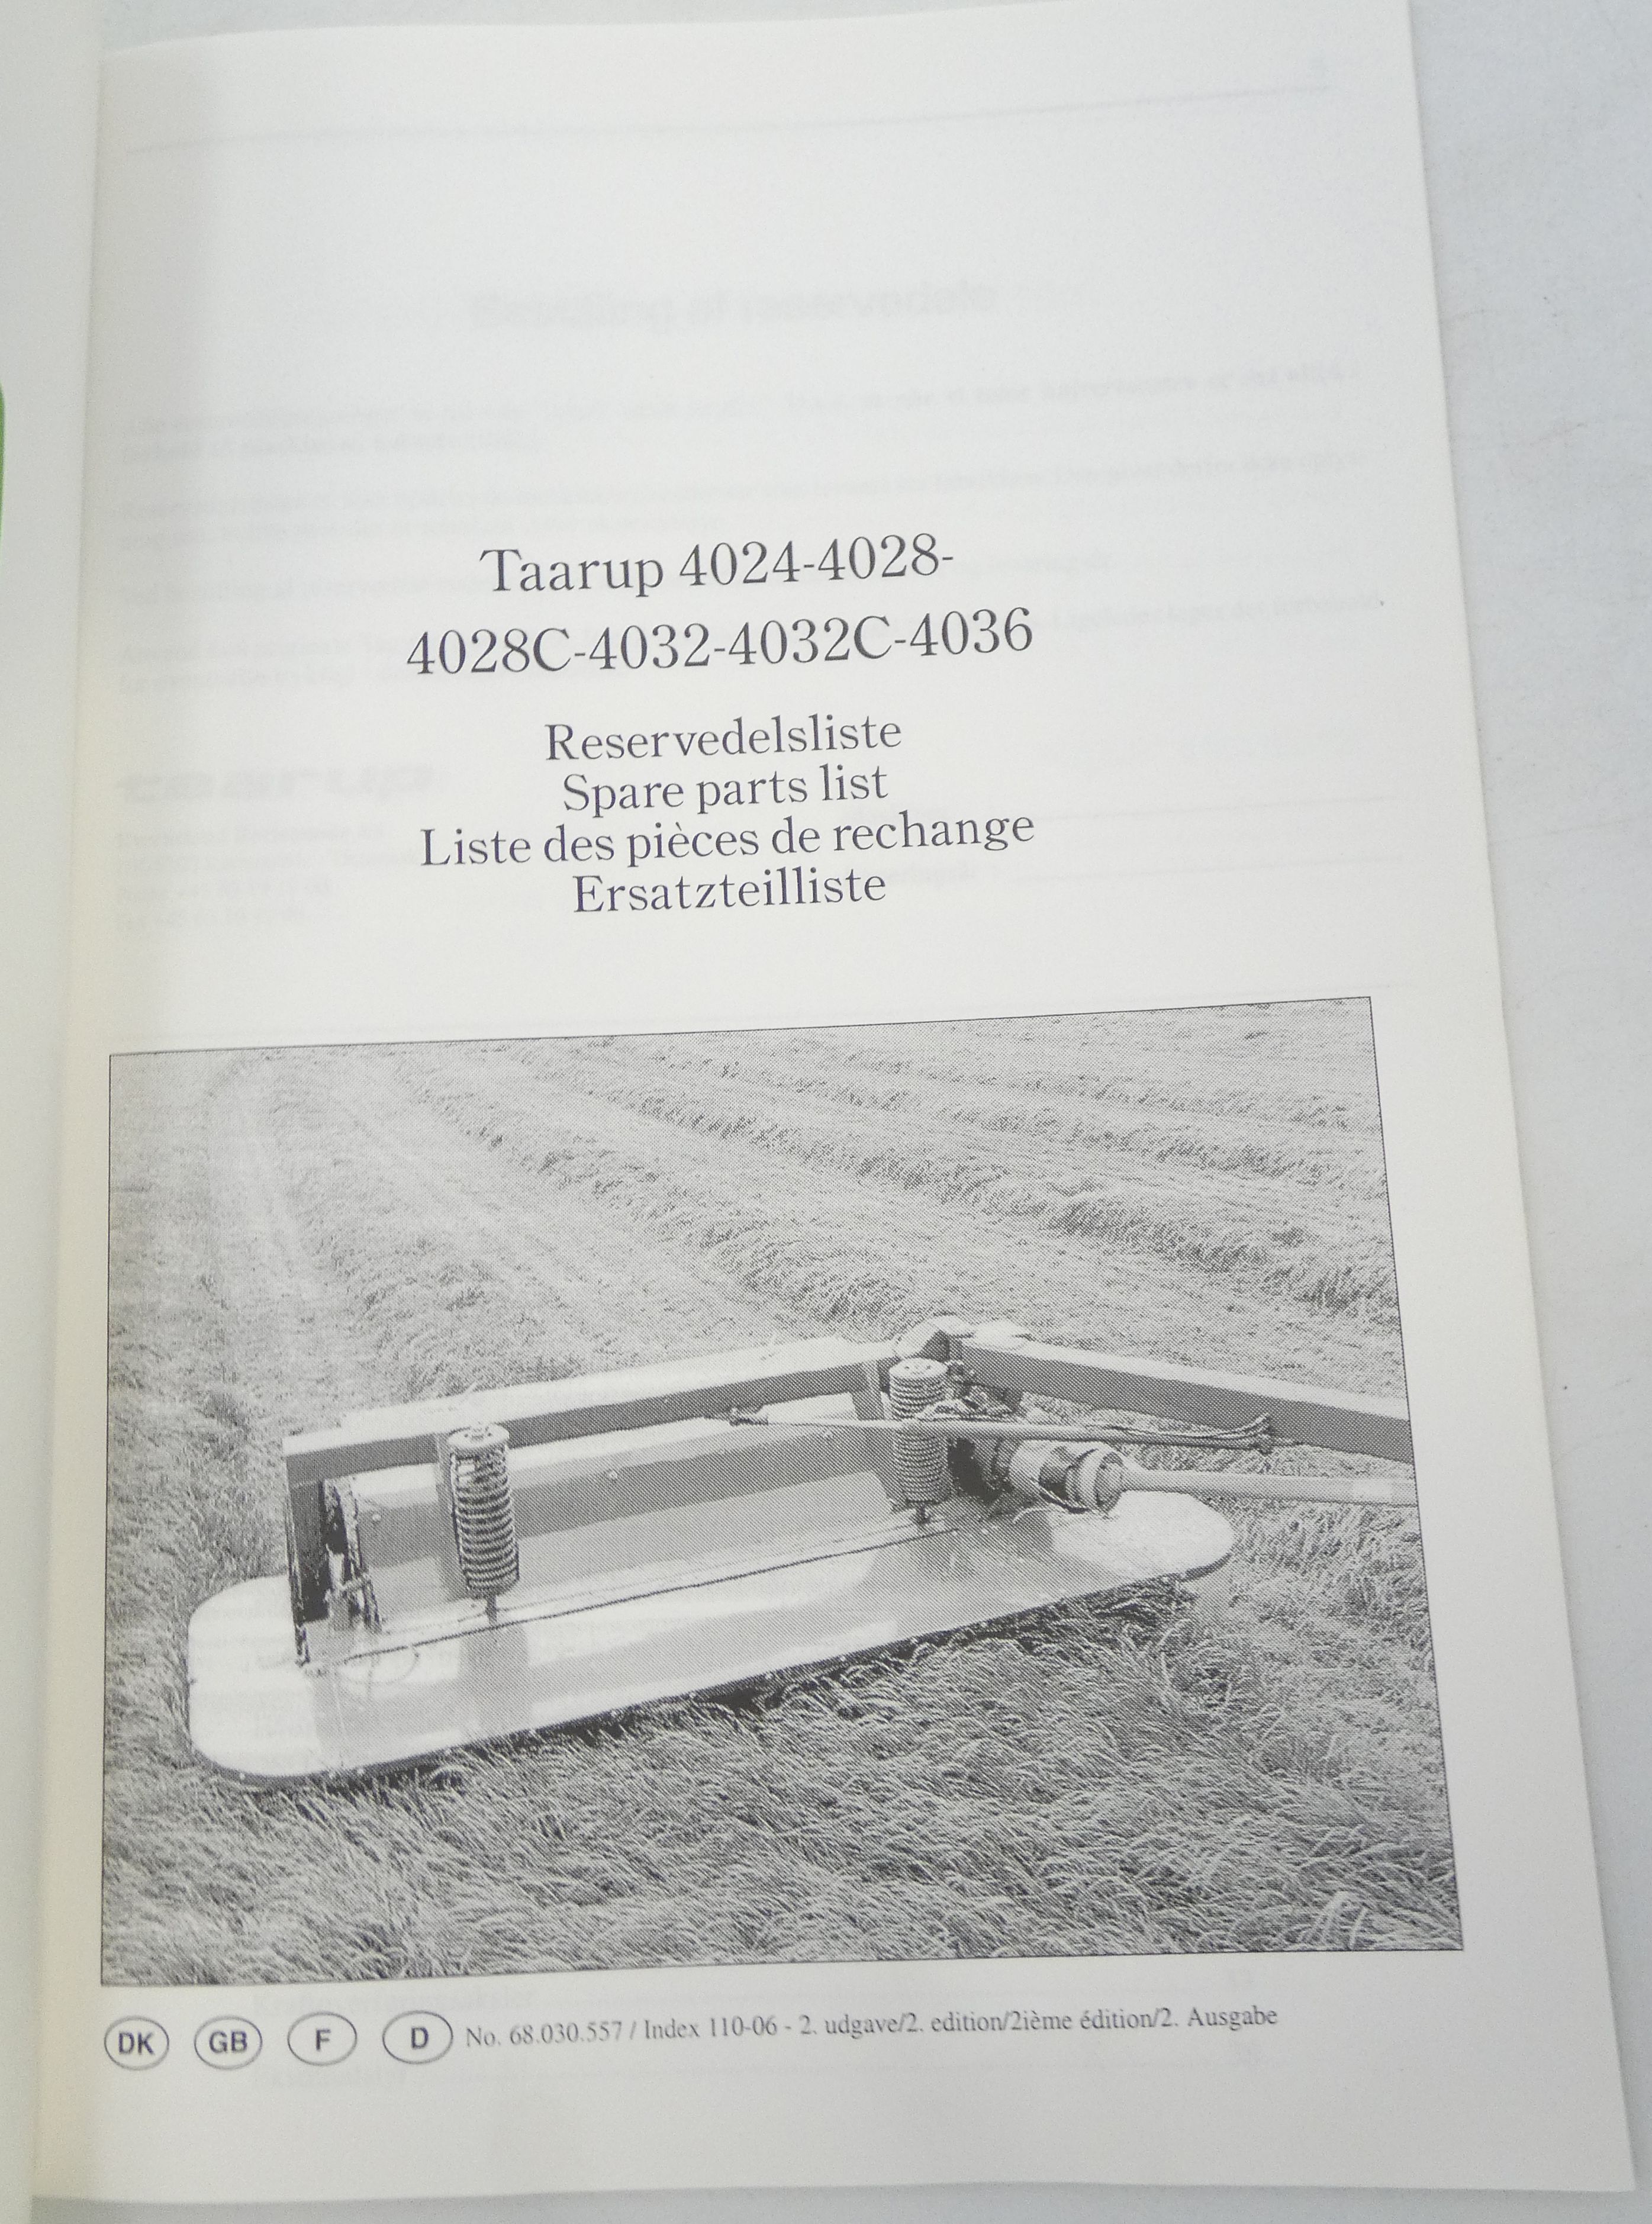 Taarup 4024-4028-
4028C-4032-4032C-4036
Reservedelsliste
Spare parts list
Liste des pièces de rechange
Ersatzteilliste
DK GB F D No. 68.030.557 / Index 110-06 - 2. udgave/2. edition/2ième édition/2. Ausgabe